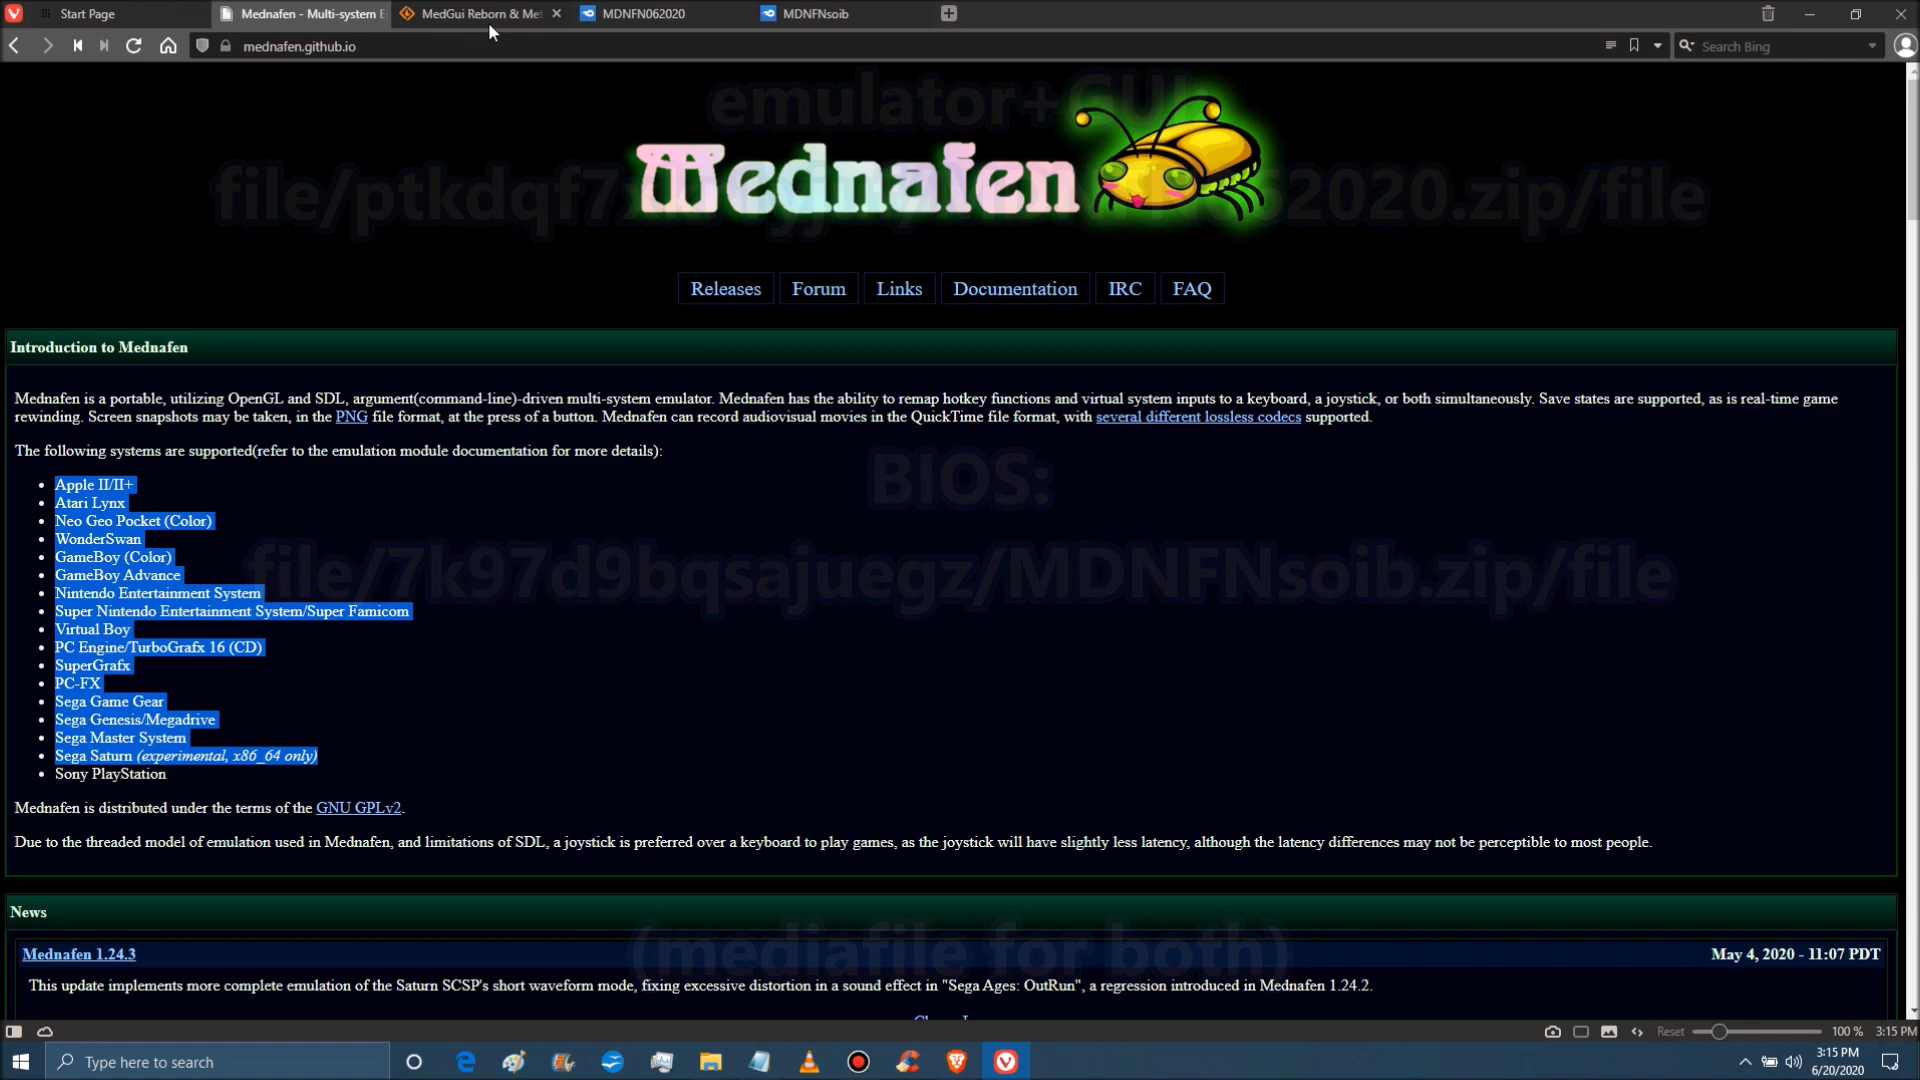 Start Page
Mednafen - Multi-system E
MedGui Reborn & Met
MDNFN062020
MDNFNsoib
mednafen.github.io
Search Bing
emulator+GUI
Mednafen
file/ptkdqf7x
62020.zip/file
Releases
Forum
Links
Documentation
IRC
FAQ
Introduction to Mednafen
Mednafen is a portable, utilizing OpenGL and SDL, argument(command-line)-driven multi-system emulator. Mednafen has the ability to remap hotkey functions and virtual system inputs to a keyboard, a joystick, or both simultaneously. Save states are supported, as is real-time game
rewinding. Screen snapshots may be taken, in the PNG file format, at the press of a button. Mednafen can record audiovisual movies in the QuickTime file format, with several different lossless codecs supported.
The following systems are supported(refer to the emulation module documentation for more details):
BIOS:
Apple II/II+
Atari Lynx
Neo Geo Pocket (Color)
WonderSwan
GameBoy (Color)
GameBoy Advance
file/7k97d9bqsajuegz/MDNFNsoib.zip/file
Nintendo Entertainment System
Super Nintendo Entertainment System/Super Famicom
Virtual Boy
PC Engine/TurboGrafx 16 (CD)
SuperGrafx
PC-FX
Sega Game Gear
Sega Genesis/Megadrive
Sega Master System
Sega Saturn (experimental, x86_64 only)
Sony PlayStation
Mednafen is distributed under the terms of the GNU GPLv2.
Due to the threaded model of emulation used in Mednafen, and limitations of SDL, a joystick is preferred over a keyboard to play games, as the joystick will have slightly less latency, although the latency differences may not be perceptible to most people.
News
Mednafen 1.24.3
May 4, 2020 - 11:07 PDT
(mediafile for both)
This update implements more complete emulation of the Saturn SCSP's short waveform mode, fixing excessive distortion in a sound effect in "Sega Ages: OutRun", a regression introduced in Mednafen 1.24.2.
Reset
100 %
3:15 PM
Type here to search
3:15 PM
6/20/2020